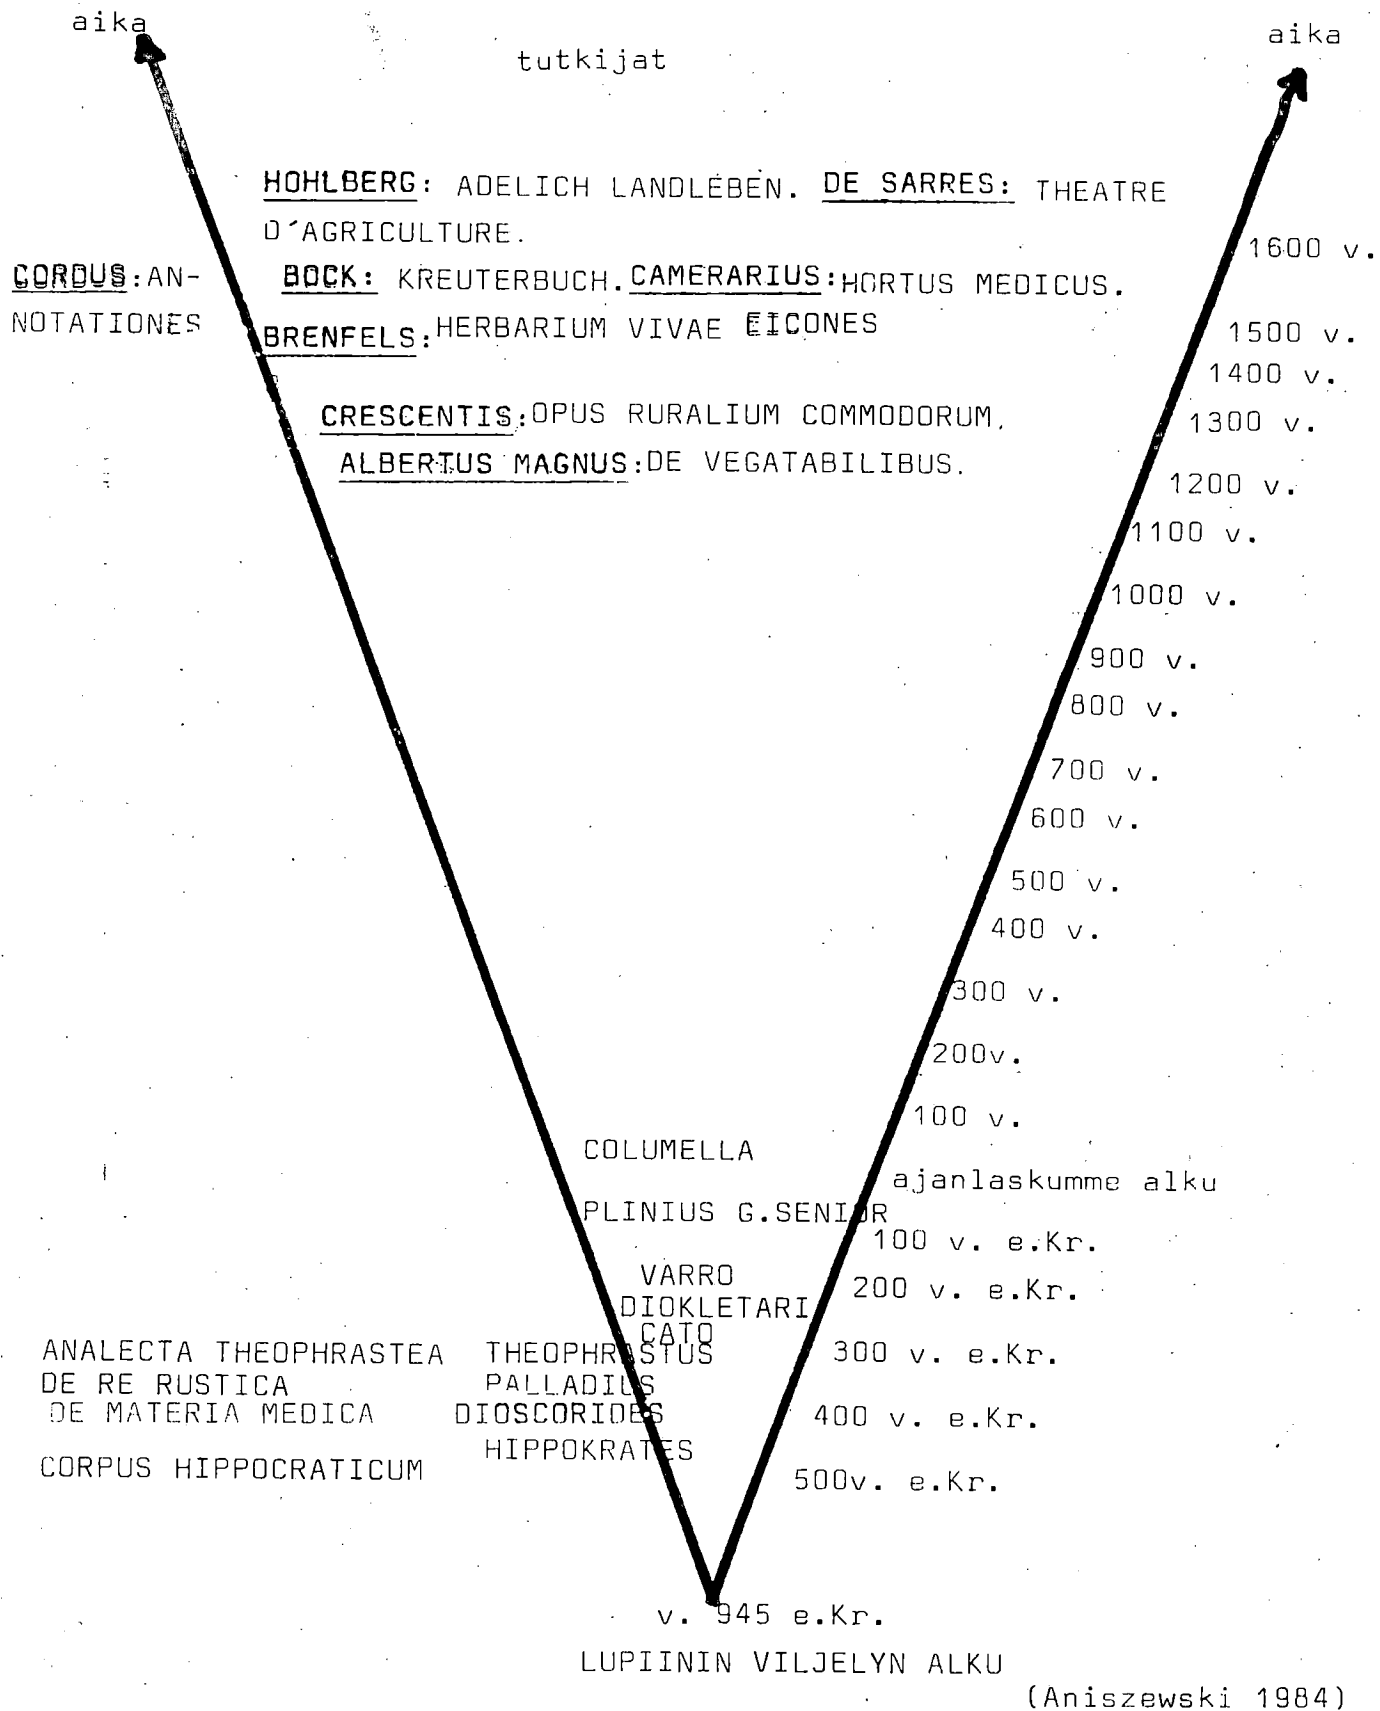 aika
aika
tutkijat
HOHLBERG: ADELICH LANDLEBEN. DE SARRES: THEATRE
D´AGRICULTURE.
1600 v.
CORDUS:AN-
NOTATIONES
BOCK: KREUTERBUCH. CAMERARIUS:HORTUS MEDICUS.
BRENFELS:HERBARIUM VIVAE EICONES
1500 v.
1400 v.
CRESCENTIS:OPUS RURALIUM COMMODORUM.
1300 v.
ALBERTUS MAGNUS:DE VEGATABILIBUS.
1200 v.
1100 v.
1000 v.
900 v.
800 v.
700 v.
600 v.
500 v.
400 v.
300 v.
200v.
100 v.
COLUMELLA
ajanlaskumme alku
PLINIUS G.SENIOR
100 v. e.Kr.
VARRO
200 v. e.Kr.
DIOKLETARI
CATO
ANALECTA THEOPHRASTEA THEOPHRASTUS
300 v. e.Kr.
DE RE RUSTICA PALLADIUS
DE MATERIA MEDICA DIOSCORIDES
400 v. e.Kr.
HIPPOKRATES
CORPUS HIPPOCRATICUM
500v. e.Kr.
v. 945 e.Kr.
LUPIININ VILJELYN ALKU
(Aniszewski 1984)